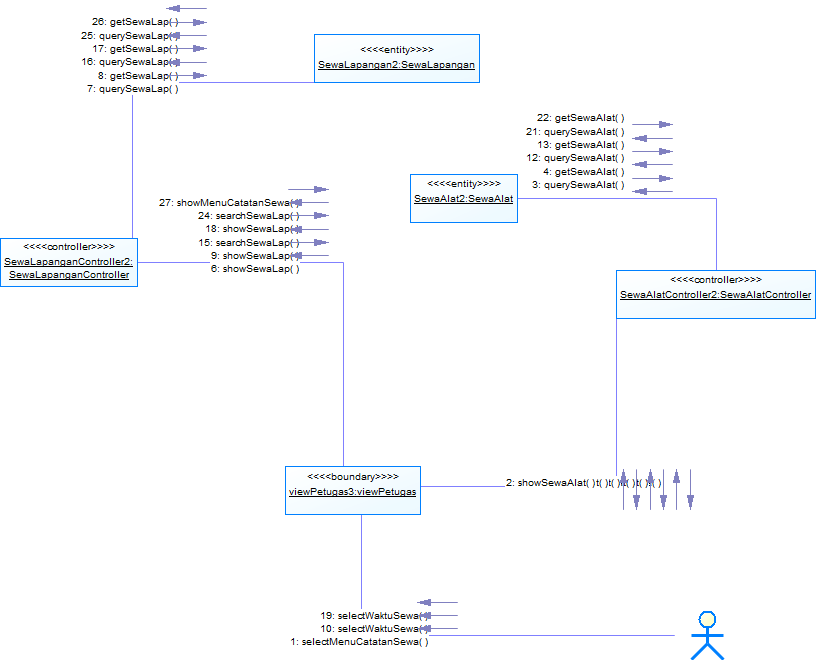 26: getSewaLap( )
25: querySewaLap( )
17: getSewaLap( )
16: querySewaLap( )
8: getSewaLap( )
7: querySewaLap( )
<<<<entity>>>>
SewaLapangan2:SewaLapangan
22: getSewaAlat( )
21: querySewaAlat( )
13: getSewaAlat( )
12: querySewaAlat( )
4: getSewaAlat( )
3: querySewaAlat( )
<<<<entity>>>>
SewaAlat2:SewaAlat
27: showMenuCatatanSewa( )
24: searchSewaLap( )
18: showSewaLap( )
15: searchSewaLap( )
9: showSewaLap( )
6: showSewaLap( )
<<<<controller>>>>
SewaLapanganController2:
SewaLapanganController
<<<<controller>>>>
SewaAlatController2:SewaAlatController
<<<<boundary>>>>
viewPetugas3:viewPetugas
2: showSewaAlat( )
19: selectWaktuSewa( )
10: selectWaktuSewa( )
1: selectMenuCatatanSewa( )